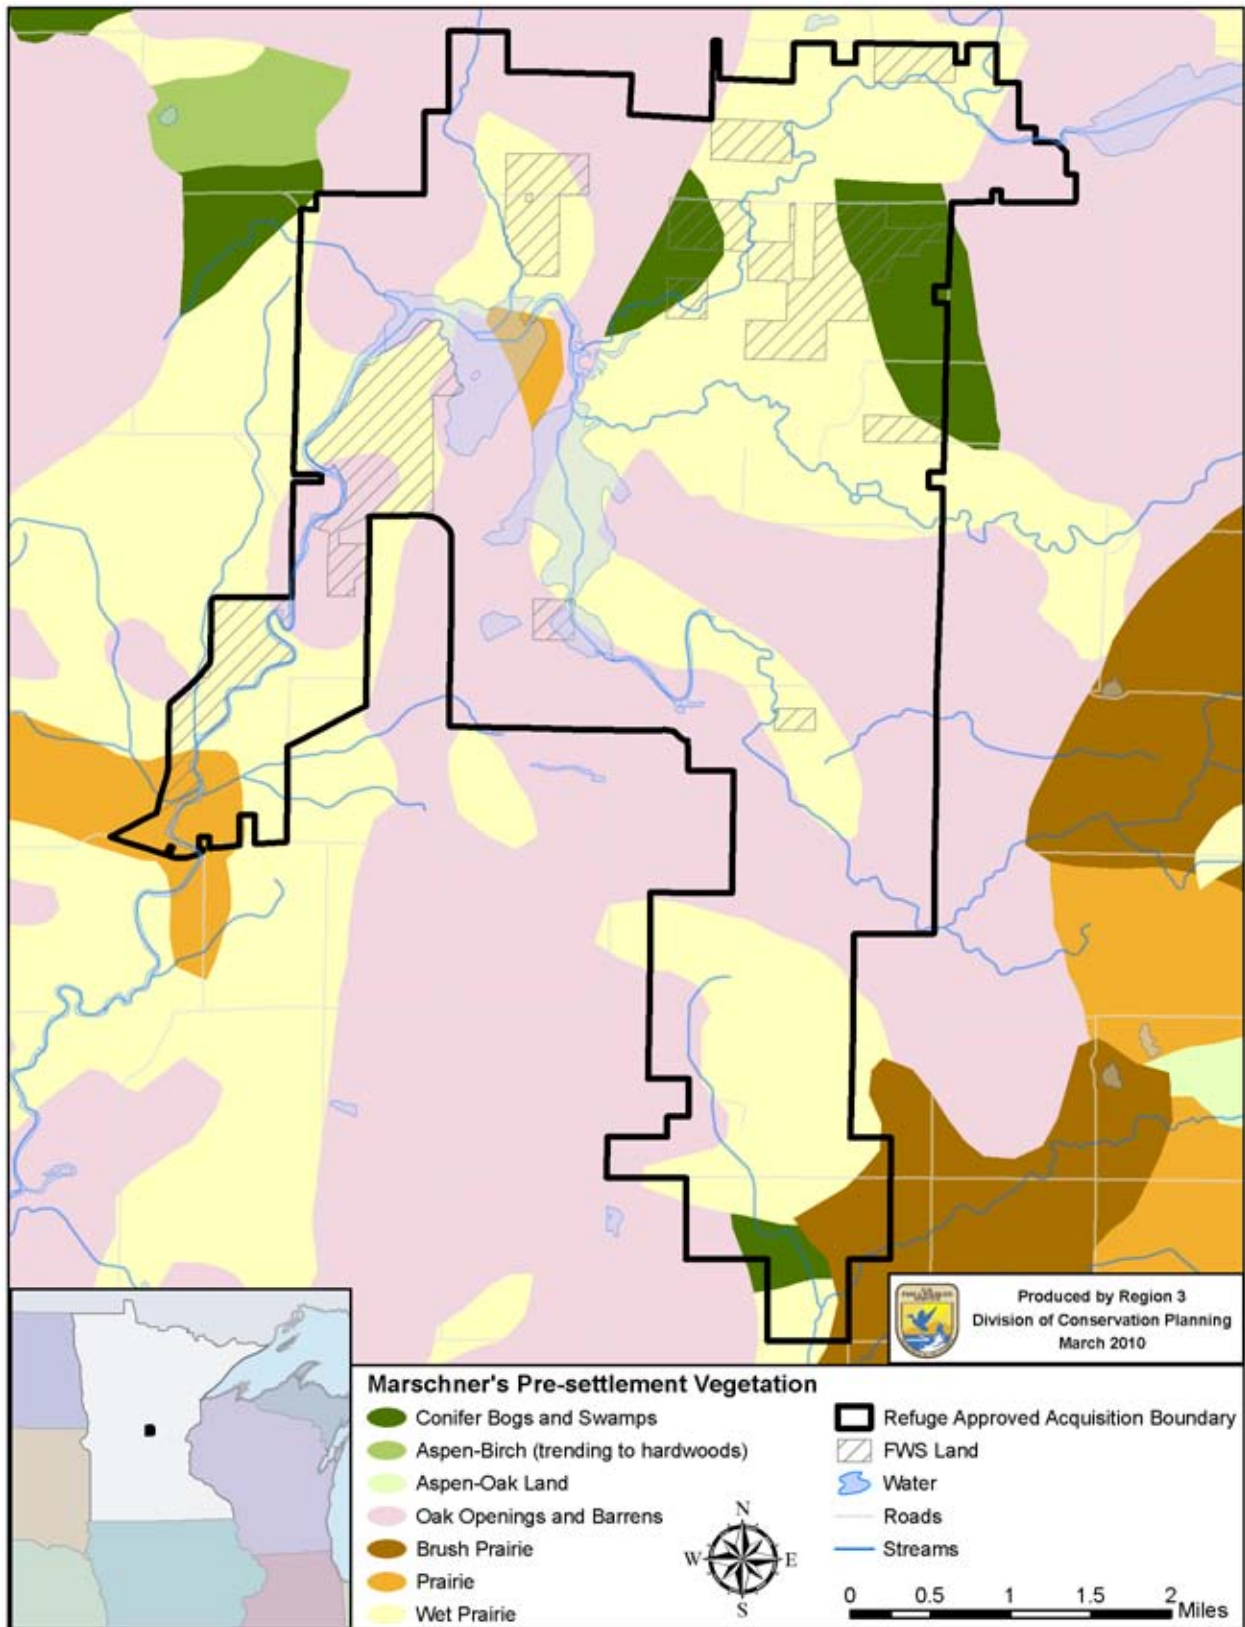 Produced by Region 3
Division of Conservation Planning
March 2010
Marschner's Pre-settlement Vegetation
Conifer Bogs and Swamps
Aspen-Birch (trending to hardwoods)
Aspen-Oak Land
Oak Openings and Barrens
Brush Prairie
Prairie
Wet Prairie
N
W
E
S
Refuge Approved Acquisition Boundary
FWS Land
Water
Roads
Streams
0 0.5 1 1.5 2
Miles